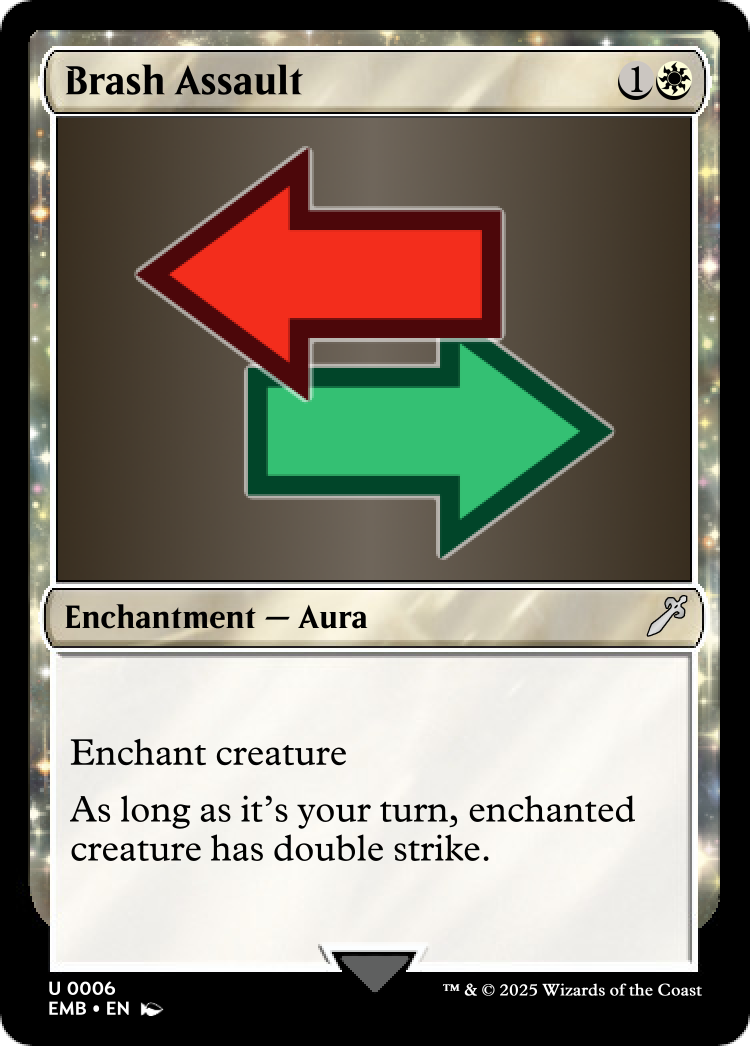 Brash Assault 1
Enchantment — Aura
Enchant creature
As long as it's your turn, enchanted
creature has double strike.
U 0006
EMB • EN
™ & © 2025 Wizards of the Coast